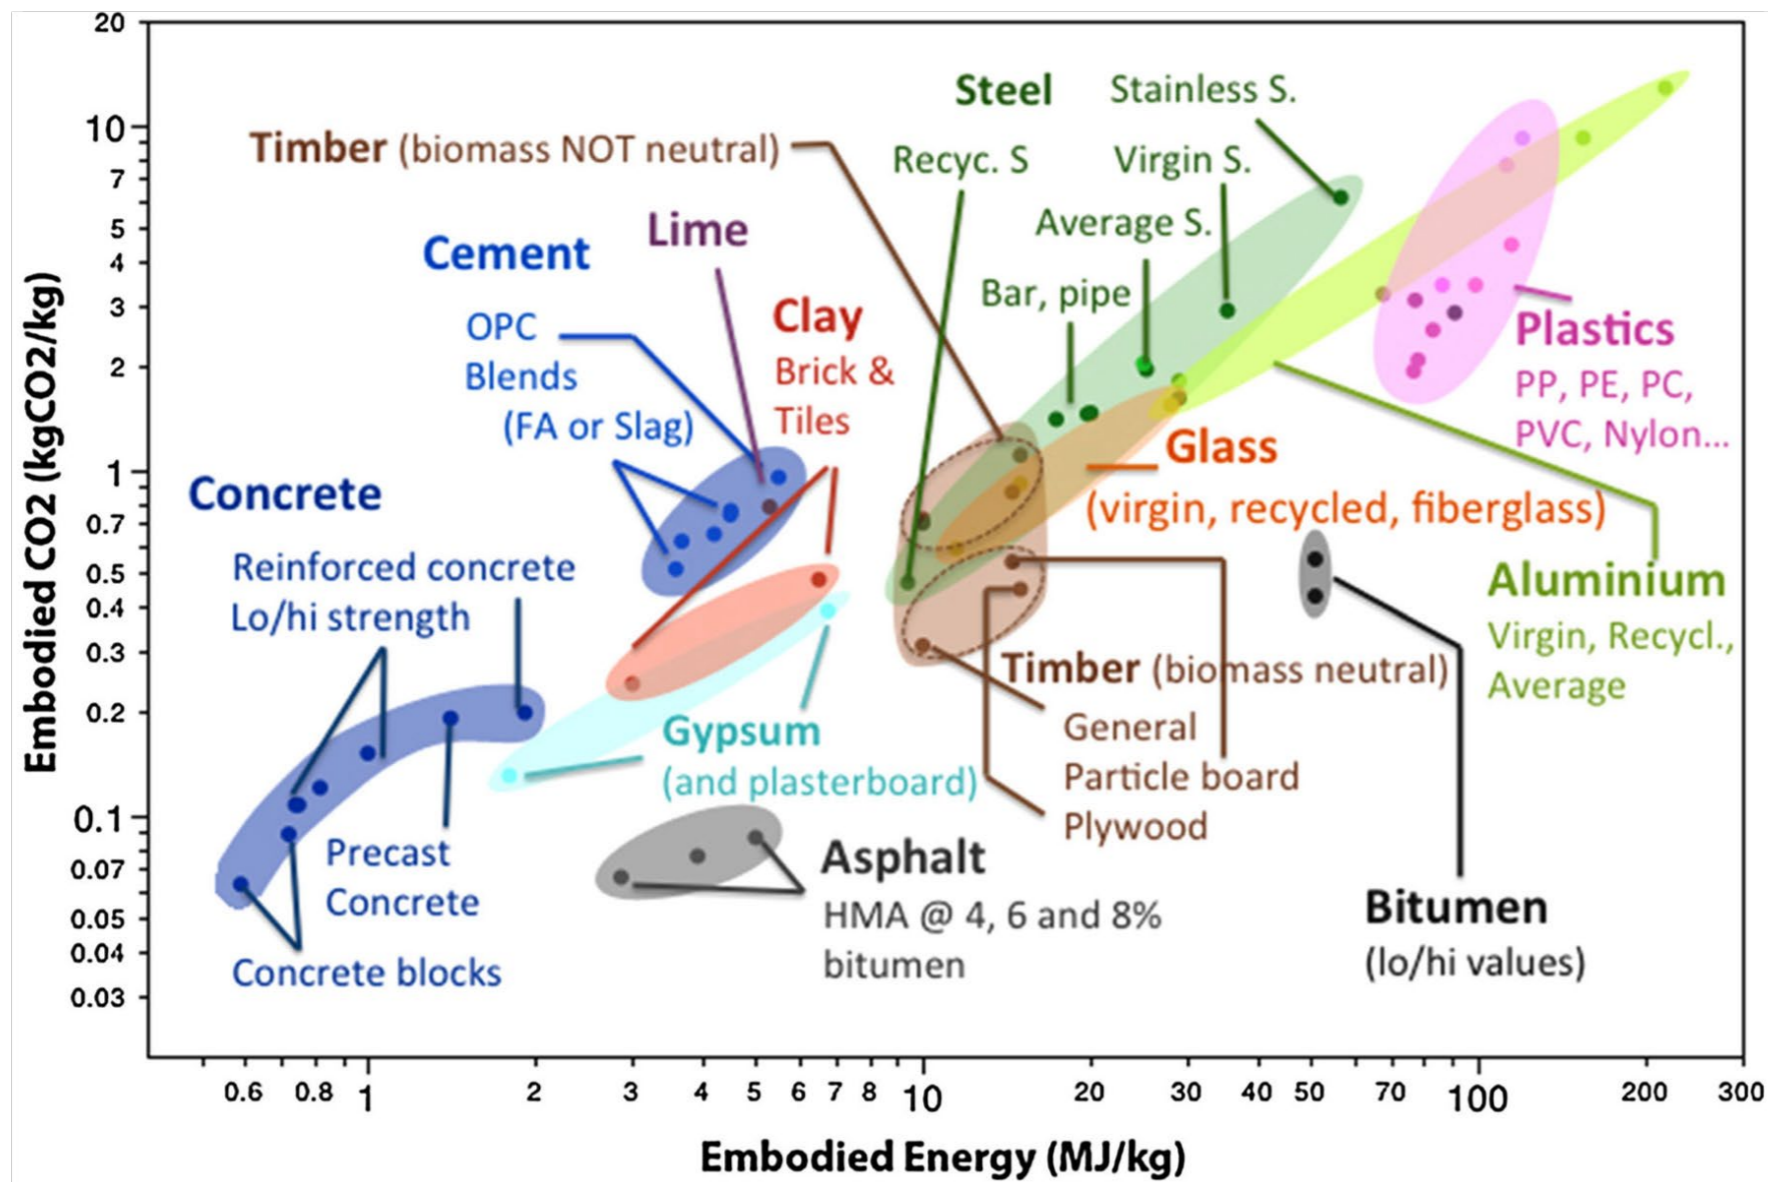 20
10
7
5
4
3
2
1
0.7
0.5
0.4
0.3
0.2
0.1
0.07
0.05
0.04
0.03
Embodied CO2 (kgCO2/kg)
Steel
Stainless S.
Timber (biomass NOT neutral)
Recyc. S
Virgin S.
Average S.
Lime
Cement
Bar, pipe
Clay
Brick &
Tiles
OPC
Blends
(FA or Slag)
Plastics
PP, PE, PC,
PVC, Nylon...
Glass
(virgin, recycled, fiberglass)
Concrete
Reinforced concrete
Lo/hi strength
Aluminium
Virgin, Recycl.,
Average
Timber (biomass neutral)
General
Particle board
Plywood
Gypsum
(and plasterboard)
Precast
Concrete
Concrete blocks
Asphalt
HMA @ 4, 6 and 8%
bitumen
Bitumen
(lo/hi values)
0.6 0.8 1 2 3 4 5 6 7 8 10 20 30 40 50 70 100 200 300
Embodied Energy (MJ/kg)